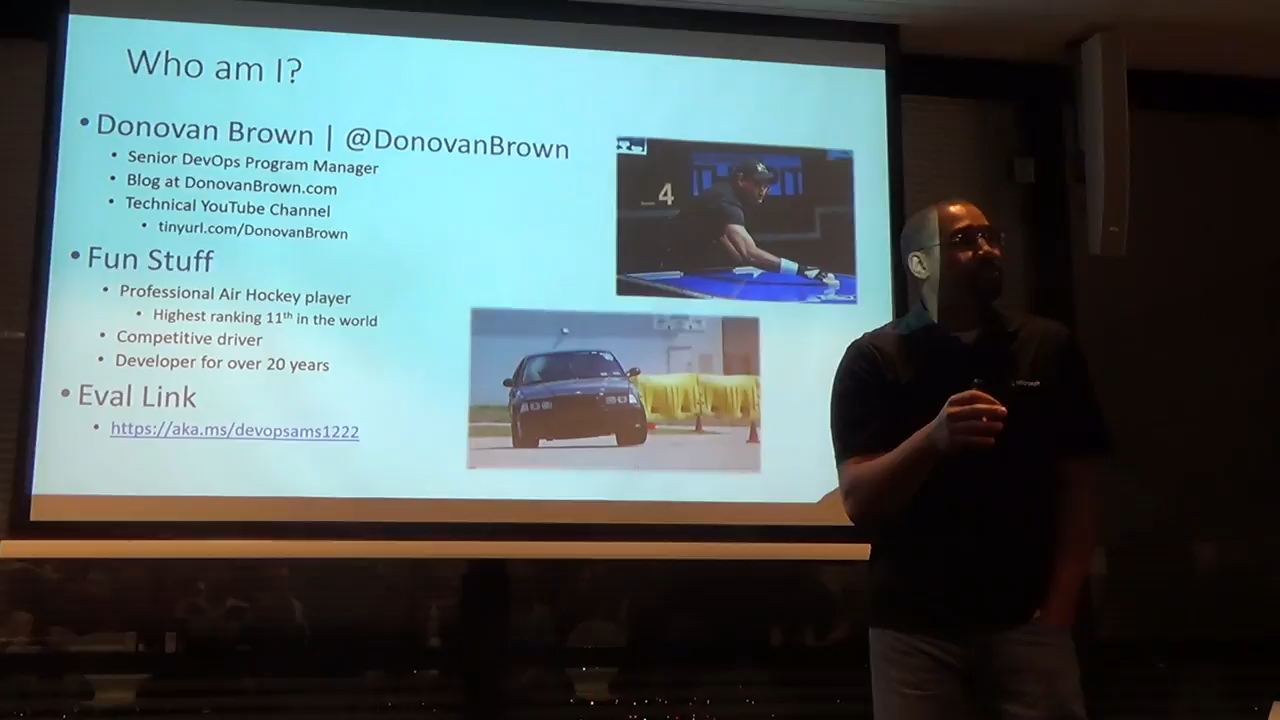 Who am I?
• Donovan Brown | @DonovanBrown
• Senior DevOps Program Manager
• Blog at DonovanBrown.com
• Technical YouTube Channel
• tinyurl.com/DonovanBrown
• Fun Stuff
• Professional Air Hockey player
• Highest ranking 11th in the world
• Competitive driver
• Developer for over 20 years
• Eval Link
• https://aka.ms/devopsams1222
4